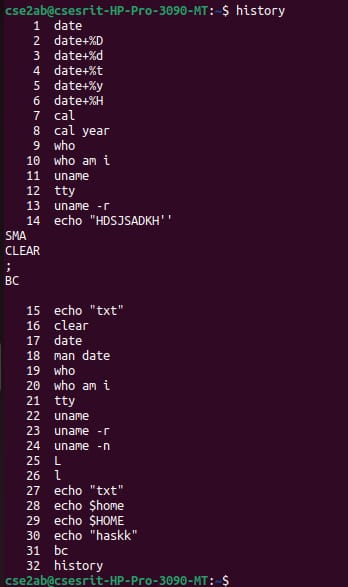 cse2ab@csesrit-HP-Pro-3090-MT:~$ history
1 date
2 date+%D
3 date+%d
4 date+%t
5 date+%y
6 date+%H
7 cal
8 cal year
9 who
10 who am i
11 uname
12 tty
13 uname -r
14 echo "HDSJSADKH''
SMA
CLEAR
;
BC
15 echo "txt"
16 clear
17 date
18 man date
19 who
20 who am i
21 tty
22 uname
23 uname -r
24 uname -n
25 L
26 l
27 echo "txt"
28 echo $home
29 echo $HOME
30 echo "haskk"
31 bc
32 history
cse2ab@csesrit-HP-Pro-3090-MT:~$